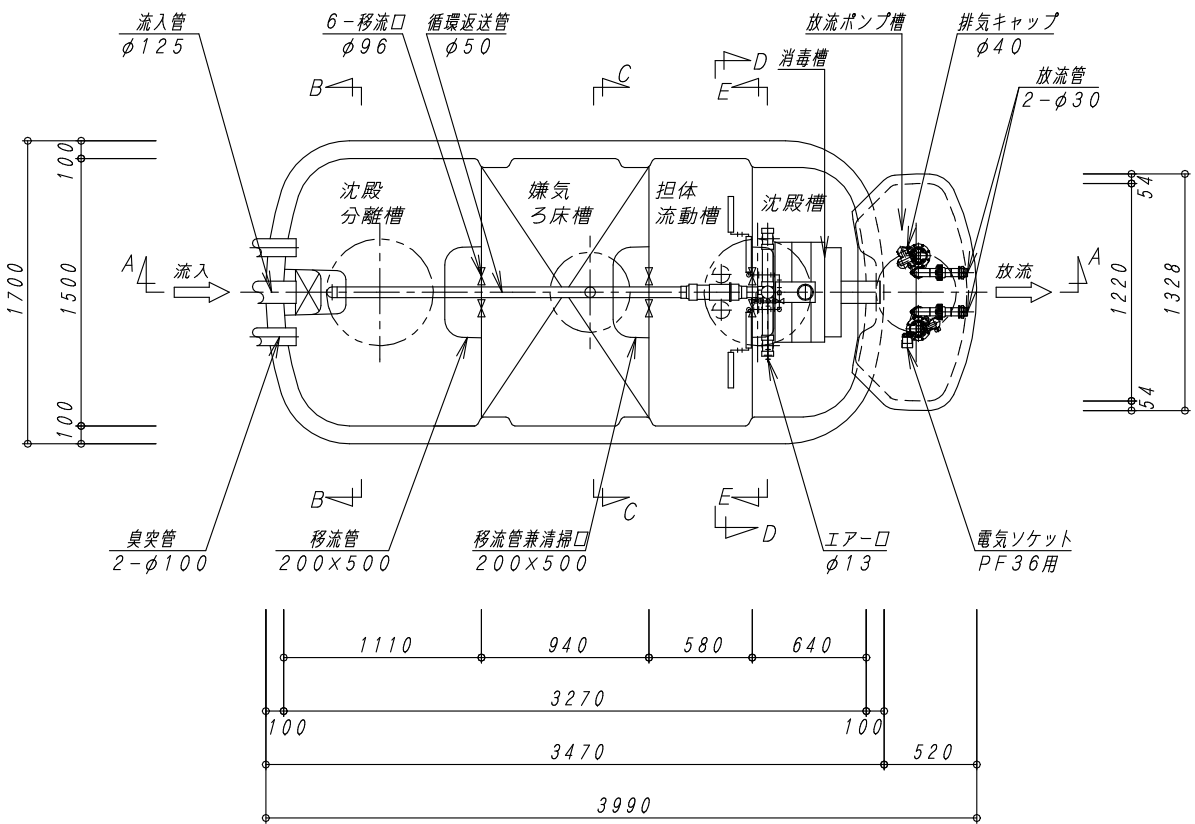 流入管
φ125
6-移流口
φ96
循環返送管
φ50
放流ポンプ槽
排気キャップ
φ40
消毒槽
放流管
2-φ30
B
C
D
E
100
1500
1700
100
沈殿
分離槽
嫌気
ろ床槽
担体
流動槽
沈殿槽
A
流入
放流
A
54
1220
1328
54
B
C
E
D
臭突管
2-φ100
移流管
200×500
移流管兼清掃口
200×500
エアー口
φ13
電気ソケット
PF36用
1110
940
580
640
3270
100
100
3470
520
3990